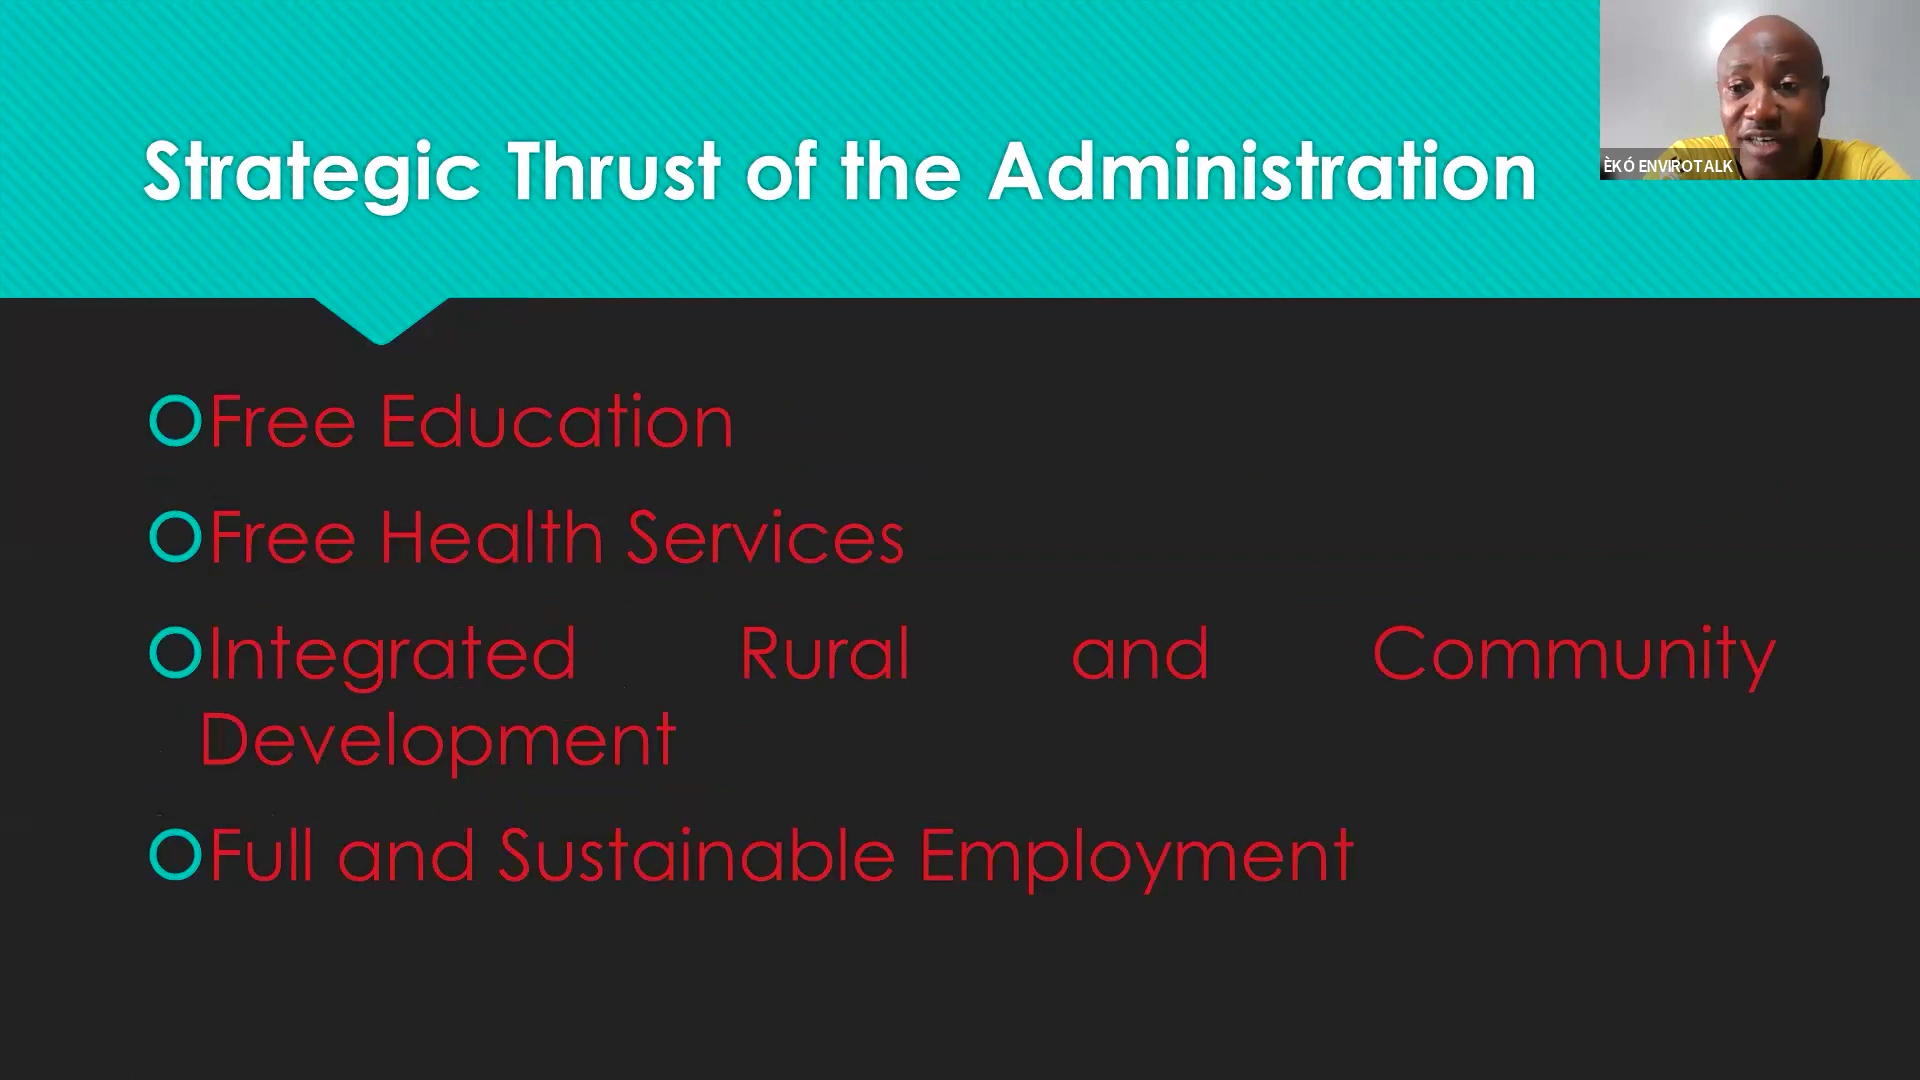 Strategic Thrust of the Administration
ÈKÓ ENVIROTALK
Free Education
Free Health Services
Integrated Rural and Community
Development
Full and Sustainable Employment